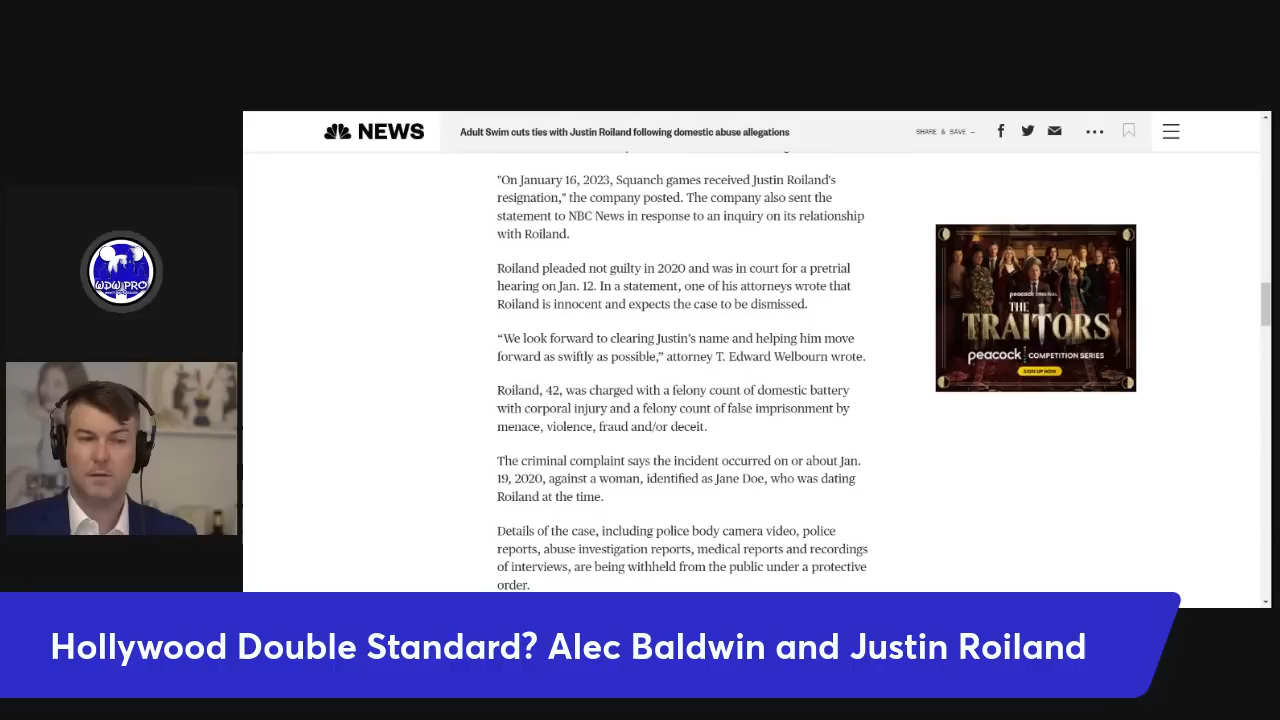 NEWS
Adult Swim cuts ties with Justin Roiland following domestic abuse allegations
SHARE & SAVE —
"On January 16, 2023, Squanch games received Justin Roiland's
resignation," the company posted. The company also sent the
statement to NBC News in response to an inquiry on its relationship
with Roiland.
Roiland pleaded not guilty in 2020 and was in court for a pretrial
hearing on Jan. 12. In a statement, one of his attorneys wrote that
Roiland is innocent and expects the case to be dismissed.
“We look forward to clearing Justin’s name and helping him move
forward as swiftly as possible,” attorney T. Edward Welbourn wrote.
Roiland, 42, was charged with a felony count of domestic battery
with corporal injury and a felony count of false imprisonment by
menace, violence, fraud and/or deceit.
The criminal complaint says the incident occurred on or about Jan.
19, 2020, against a woman, identified as Jane Doe, who was dating
Roiland at the time.
Details of the case, including police body camera video, police
reports, abuse investigation reports, medical reports and recordings
of interviews, are being withheld from the public under a protective
order.
peacock ORIGINAL
THE
TRAITORS
peacock COMPETITION SERIES
SIGN UP NOW
WDW PRO
Hollywood Double Standard? Alec Baldwin and Justin Roiland